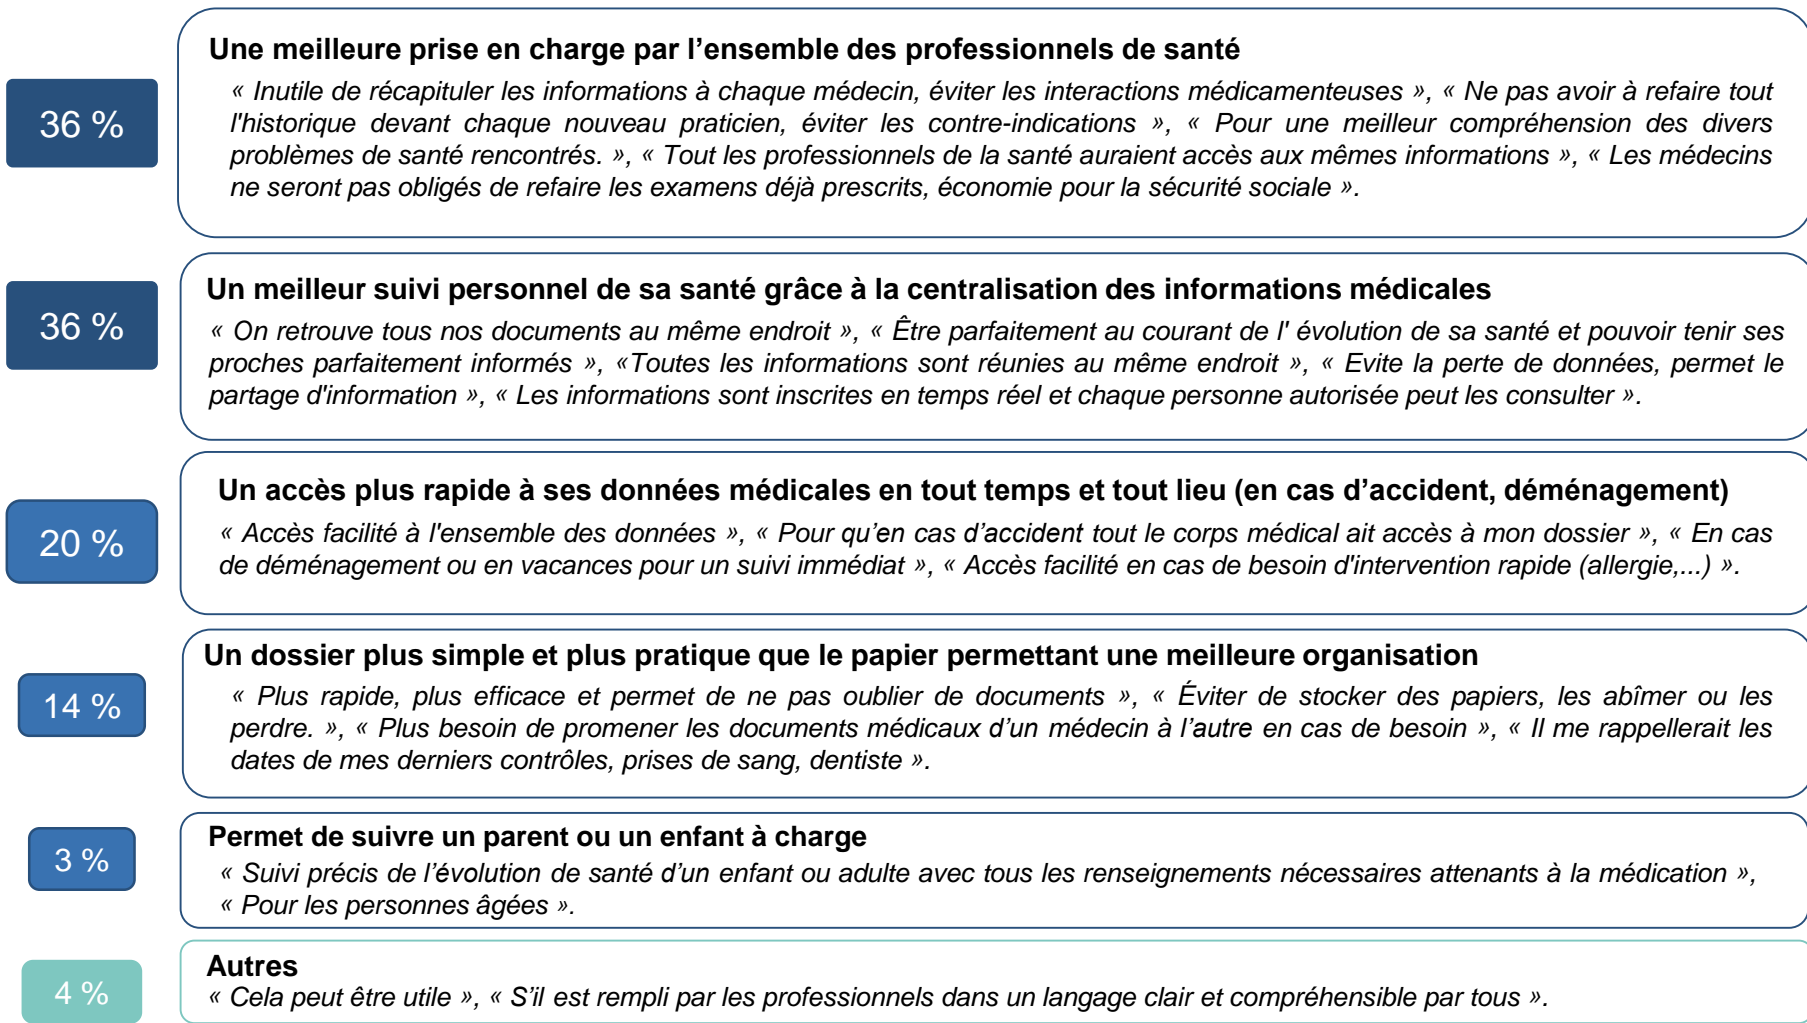 Une meilleure prise en charge par l’ensemble des professionnels de santé
« Inutile de récapituler les informations à chaque médecin, éviter les interactions médicamenteuses », « Ne pas avoir à refaire tout
36 %
l'historique devant chaque nouveau praticien, éviter les contre-indications », « Pour une meilleur compréhension des divers
problèmes de santé rencontrés. », « Tout les professionnels de la santé auraient accès aux mêmes informations », « Les médecins
ne seront pas obligés de refaire les examens déjà prescrits, économie pour la sécurité sociale ».
Un meilleur suivi personnel de sa santé grâce à la centralisation des informations médicales
36 %
« On retrouve tous nos documents au même endroit », « Être parfaitement au courant de l' évolution de sa santé et pouvoir tenir ses
proches parfaitement informés », «Toutes les informations sont réunies au même endroit », « Evite la perte de données, permet le
partage d'information », « Les informations sont inscrites en temps réel et chaque personne autorisée peut les consulter ».
Un accès plus rapide à ses données médicales en tout temps et tout lieu (en cas d’accident, déménagement)
20 %
« Accès facilité à l'ensemble des données », « Pour qu’en cas d’accident tout le corps médical ait accès à mon dossier », « En cas
de déménagement ou en vacances pour un suivi immédiat », « Accès facilité en cas de besoin d'intervention rapide (allergie,...) ».
Un dossier plus simple et plus pratique que le papier permettant une meilleure organisation
14 %
« Plus rapide, plus efficace et permet de ne pas oublier de documents », « Éviter de stocker des papiers, les abîmer ou les
perdre. », « Plus besoin de promener les documents médicaux d’un médecin à l’autre en cas de besoin », « Il me rappellerait les
dates de mes derniers contrôles, prises de sang, dentiste ».
Permet de suivre un parent ou un enfant à charge
3 %
« Suivi précis de l’évolution de santé d’un enfant ou adulte avec tous les renseignements nécessaires attenants à la médication »,
« Pour les personnes âgées ».
Autres
4 %
« Cela peut être utile », « S’il est rempli par les professionnels dans un langage clair et compréhensible par tous ».